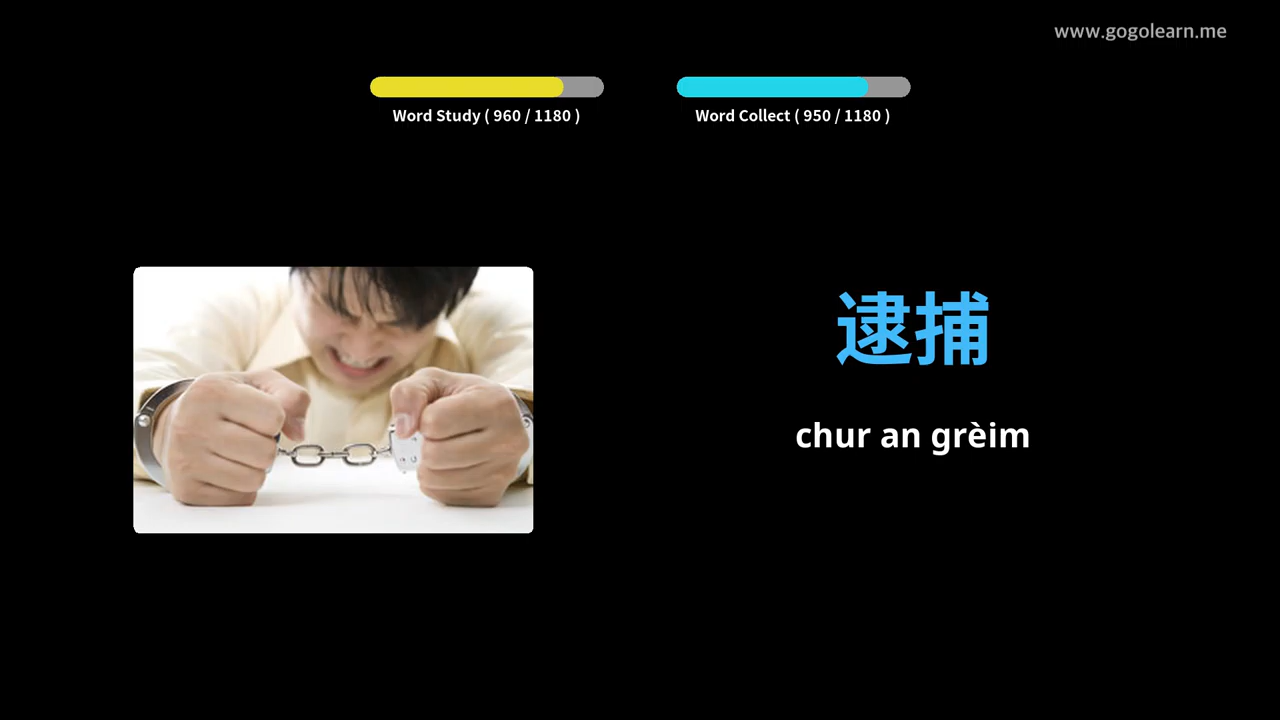 www.gogolearn.me
Word Study ( 960 / 1180 )
Word Collect ( 950 / 1180 )
逮捕
chur an grèim